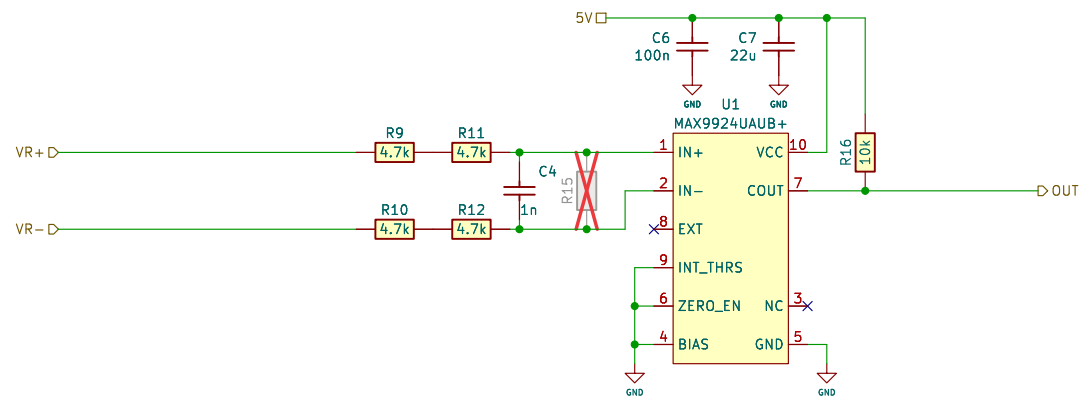 5V
C6
100n
C7
22u
GND
GND
U1
MAX9924UAUB+
R16
10k
VR+
R9
4.7k
R11
4.7k
C4
1n
R15
VR-
R10
4.7k
R12
4.7k
1 IN+
VCC 10
2 IN-
COUT 7
OUT
8 EXT
9 INT_THRS
6 ZERO_EN
NC 3
4 BIAS
GND 5
GND
GND